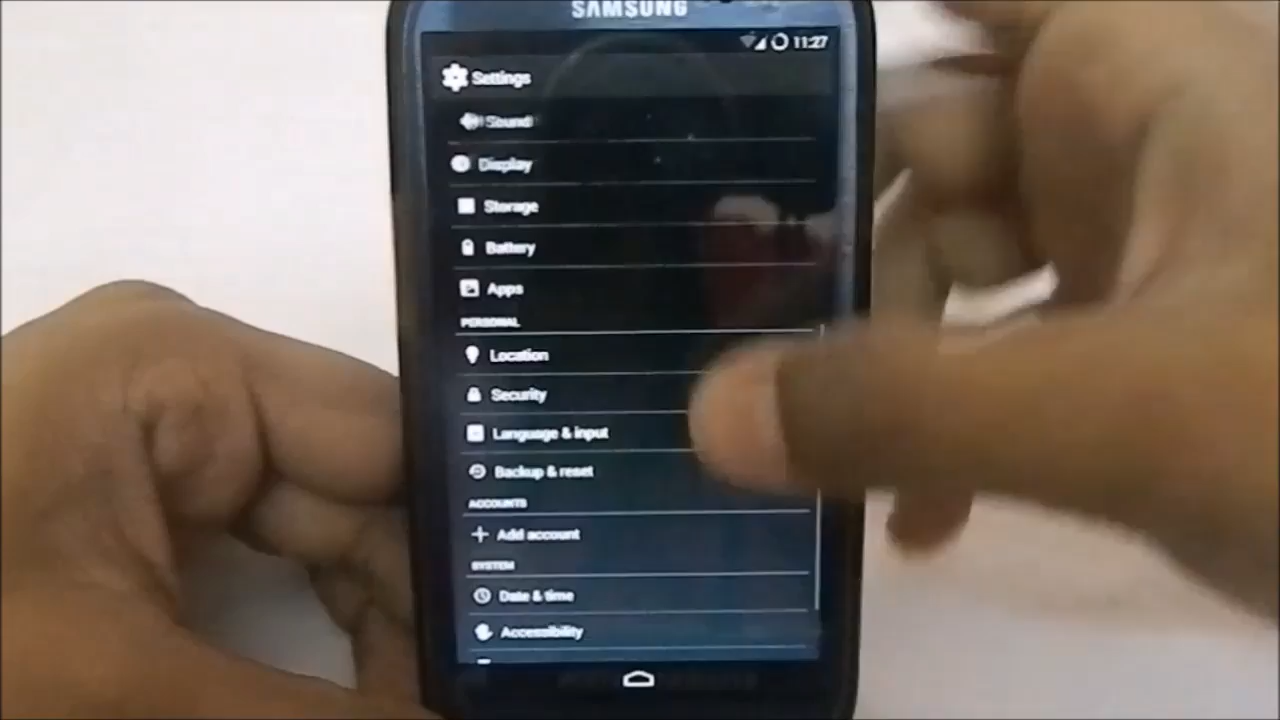 SAMSUNG
11:27
Settings
Sound
Display
Storage
Battery
Apps
PERSONAL
Location
Security
Language & input
Backup & reset
ACCOUNTS
Add account
SYSTEM
Date & time
Accessibility